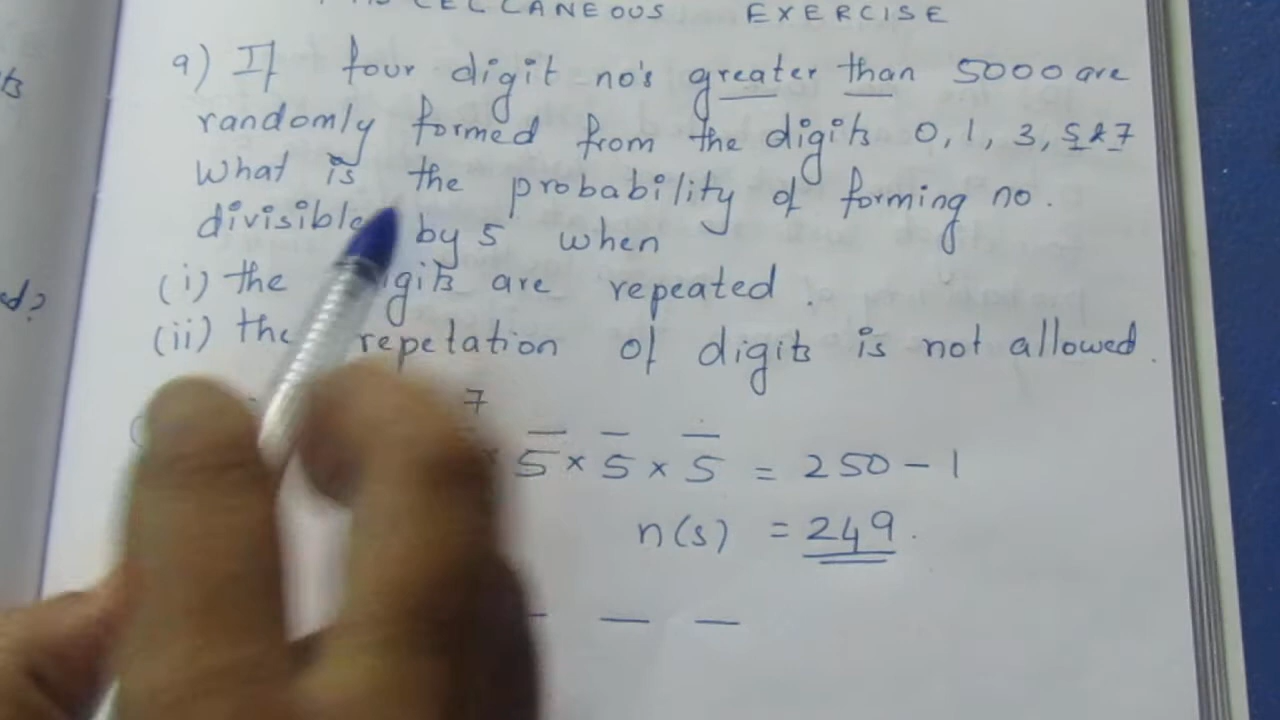 EXERCISE
9) If four digit no's greater than 5000 are
randomly formed from the digits 0, 1, 3, 5 & 7
What is the probability of forming no.
divisible by 5 when
(i) the digits are repeated.
(ii) the repetation of digits is not allowed.
7
5 × 5 × 5 = 250 - 1
n(s) = 249.